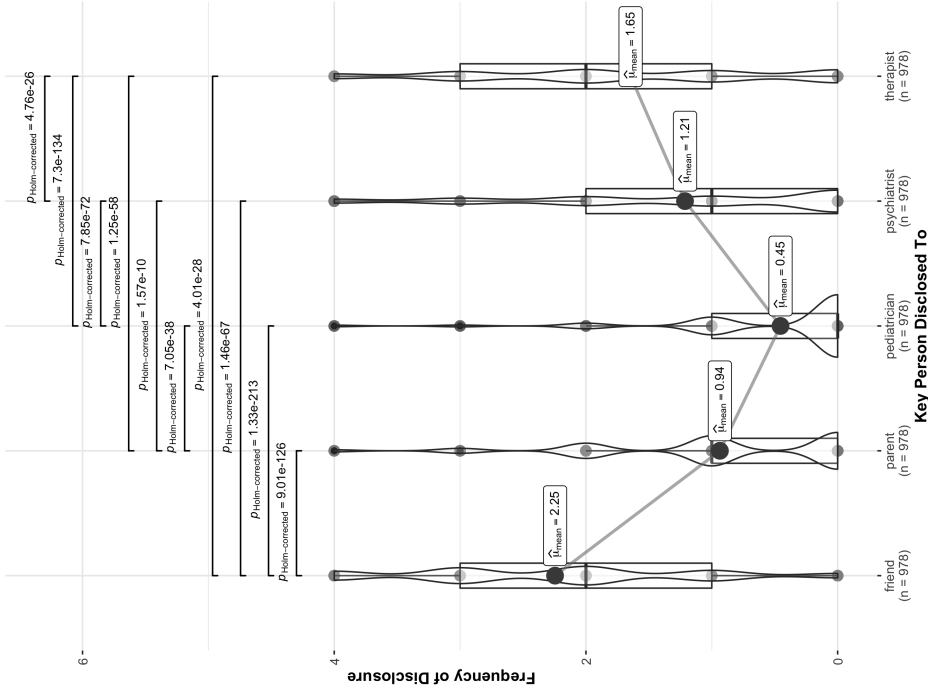 pHolm−corrected = 4.76e-26
pHolm−corrected = 7.3e-134
pHolm−corrected = 7.85e-72
pHolm−corrected = 1.25e-58
pHolm−corrected = 1.57e-10
pHolm−corrected = 7.05e-38
pHolm−corrected = 4.01e-28
pHolm−corrected = 1.46e-67
pHolm−corrected = 1.33e-213
pHolm−corrected = 9.01e-126
6
4
2
0
Frequency of Disclosure
μ̂mean = 2.25
μ̂mean = 0.94
μ̂mean = 0.45
μ̂mean = 1.21
μ̂mean = 1.65
friend
(n = 978)
parent
(n = 978)
pediatrician
(n = 978)
psychiatrist
(n = 978)
therapist
(n = 978)
Key Person Disclosed To